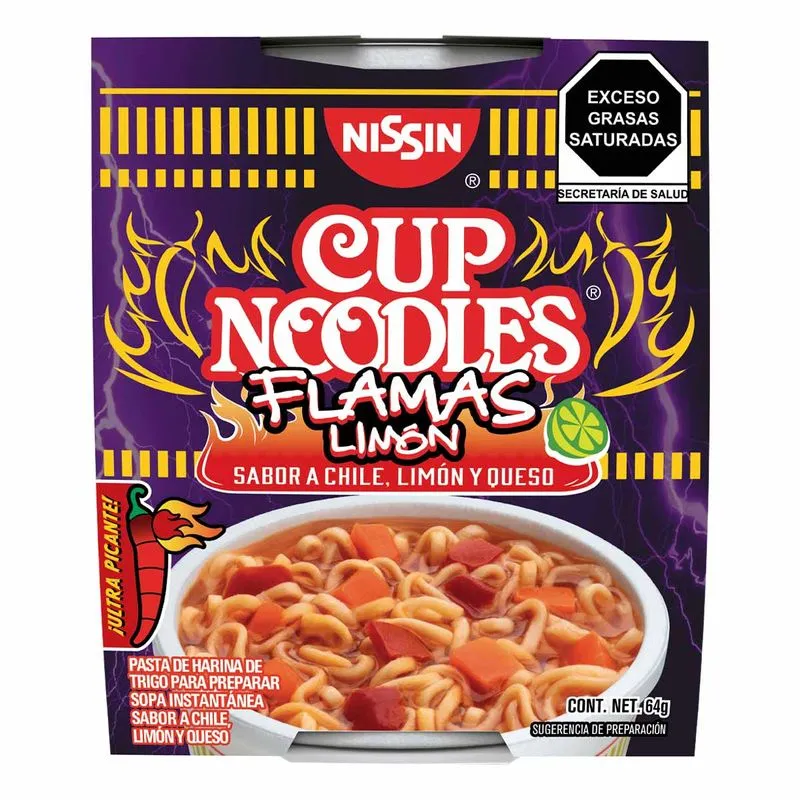 NISSIN
®
EXCESO
GRASAS
SATURADAS
SECRETARÍA DE SALUD
CUP
NOODLES®
FLAMAS
LIMÓN
SABOR A CHILE, LIMÓN Y QUESO
¡ULTRA PICANTE!
PASTA DE HARINA DE
TRIGO PARA PREPARAR
SOPA INSTANTÁNEA
SABOR A CHILE,
LIMÓN Y QUESO
CONT. NET. 64g
SUGERENCIA DE PREPARACIÓN